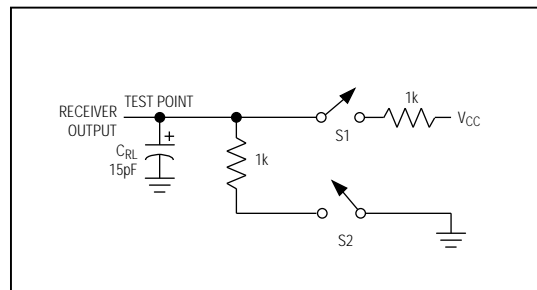 TEST POINT
RECEIVER
OUTPUT
+
C_RL
15pF
1k
S1
1k
V_CC
S2